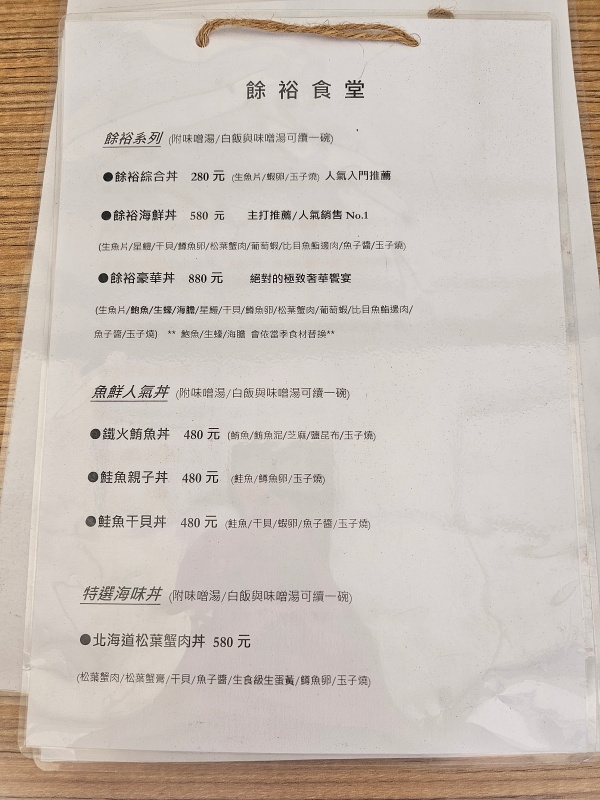 餘裕食堂
餘裕系列 (附味噌湯/白飯與味噌湯可續一碗)
●餘裕綜合丼 280 元 (生魚片/蝦卵/玉子燒) 人氣入門推薦
●餘裕海鮮丼 580 元 主打推薦/人氣銷售 No.1
(生魚片/星鰻/干貝/鱒魚卵/松葉蟹肉/葡萄蝦/比目魚鮨邊肉/魚子醬/玉子燒)
●餘裕豪華丼 880 元 絕對的極致奢華饗宴
(生魚片/鮑魚/生蠔/海膽/星鰻/干貝/鱒魚卵/松葉蟹肉/葡萄蝦/比目魚鮨邊肉/
魚子醬/玉子燒) ** 鮑魚/生蠔/海膽 會依當季食材替換**
魚鮮人氣丼 (附味噌湯/白飯與味噌湯可續一碗)
●鐵火鮪魚丼 480 元 (鮪魚/鮪魚泥/芝麻/鹽昆布/玉子燒)
●鮭魚親子丼 480 元 (鮭魚/鱒魚卵/玉子燒)
●鮭魚干貝丼 480 元 (鮭魚/干貝/蝦卵/魚子醬/玉子燒)
特選海味丼 (附味噌湯/白飯與味噌湯可續一碗)
●北海道松葉蟹肉丼 580 元
(松葉蟹肉/松葉蟹膏/干貝/魚子醬/生食級生蛋黃/鱒魚卵/玉子燒)